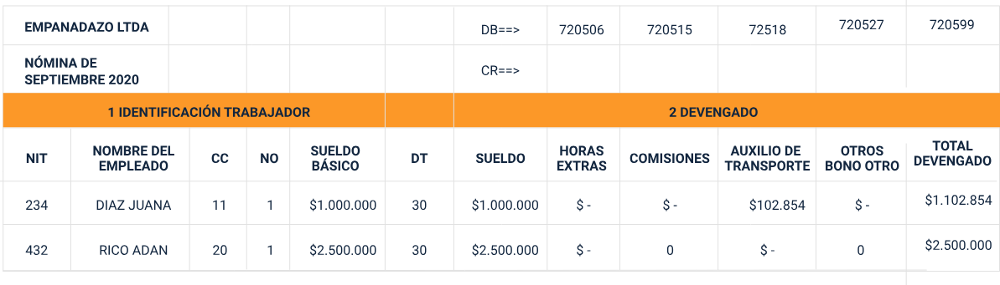 EMPANADAZO LTDA DB==> 720506 720515 72518 720527 720599
NÓMINA DE
SEPTIEMBRE 2020 CR==>
1 IDENTIFICACIÓN TRABAJADOR 2 DEVENGADO
NIT NOMBRE DEL EMPLEADO CC NO SUELDO BÁSICO DT SUELDO HORAS EXTRAS COMISIONES AUXILIO DE TRANSPORTE OTROS BONO OTRO TOTAL DEVENGADO
234 DIAZ JUANA 11 1 $1.000.000 30 $1.000.000 $ - $ - $102.854 $ - $1.102.854
432 RICO ADAN 20 1 $2.500.000 30 $2.500.000 $ - 0 $ - 0 $2.500.000